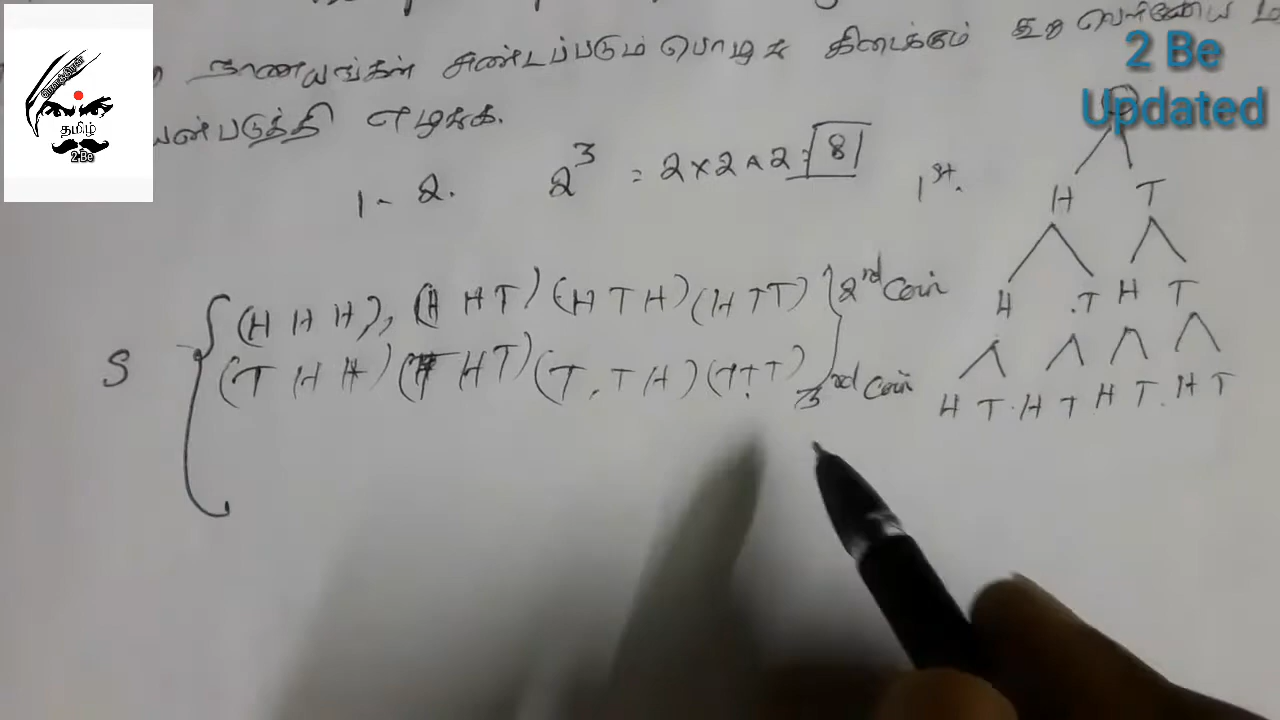 நாணயங்கள் சுண்டப்படும் பொழுது கிடைக்கும்
யன்படுத்தி எழுதுக.
1 - 2. 2³ = 2 × 2 × 2 = 8
1st.
H T
S { (H H H), (H H T) (H T H) (H T T) } 2nd Coin
H T H T
(T H H) (T H T) (T, T H) (T T T) 3rd Coin
H T H T H T H T
2 Be
Updated
தமிழ்
2 Be